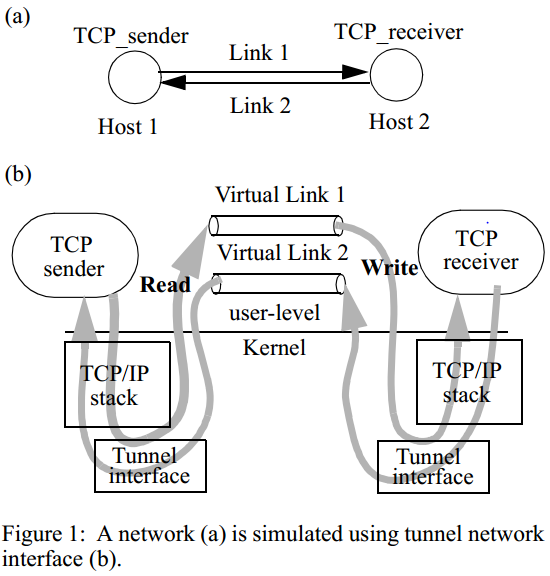 (a)
TCP_sender
TCP_receiver
Link 1
Link 2
Host 1
Host 2
(b)
Virtual Link 1
TCP
sender
Virtual Link 2
TCP
receiver
Read
Write
user-level
Kernel
TCP/IP
stack
TCP/IP
stack
Tunnel
interface
Tunnel
interface
Figure 1: A network (a) is simulated using tunnel network
interface (b).